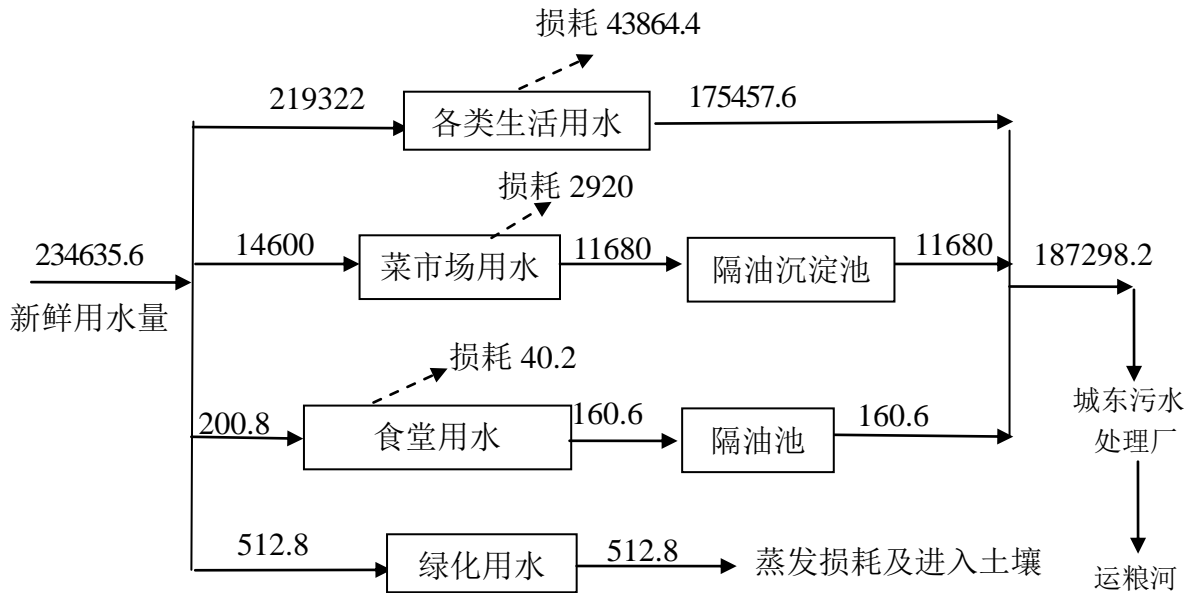 损耗 43864.4
219322
各类生活用水
175457.6
损耗 2920
234635.6
14600
菜市场用水
11680
隔油沉淀池
11680
187298.2
新鲜用水量
损耗 40.2
200.8
食堂用水
160.6
隔油池
160.6
城东污水
处理厂
512.8
绿化用水
512.8
蒸发损耗及进入土壤
运粮河